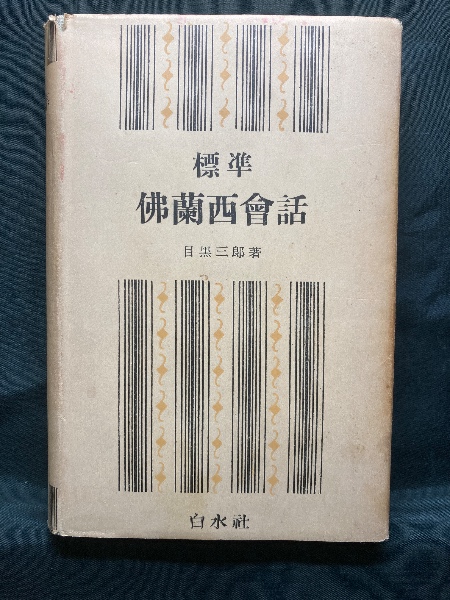 標準
佛蘭西會話
目黒三郎著
白水社